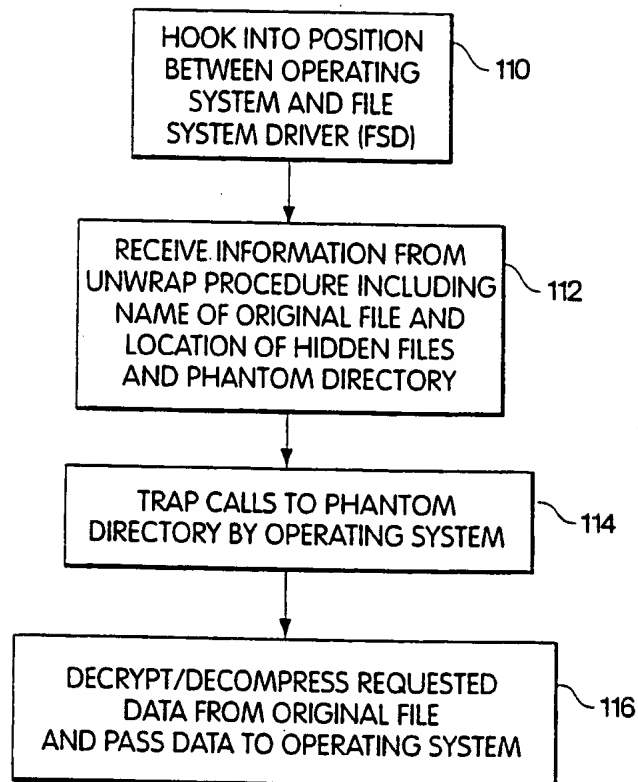 HOOK INTO POSITION
BETWEEN OPERATING
SYSTEM AND FILE
SYSTEM DRIVER (FSD)
110
RECEIVE INFORMATION FROM
UNWRAP PROCEDURE INCLUDING
NAME OF ORIGINAL FILE AND
LOCATION OF HIDDEN FILES
AND PHANTOM DIRECTORY
112
TRAP CALLS TO PHANTOM
DIRECTORY BY OPERATING SYSTEM
114
DECRYPT/DECOMPRESS REQUESTED
DATA FROM ORIGINAL FILE
AND PASS DATA TO OPERATING SYSTEM
116